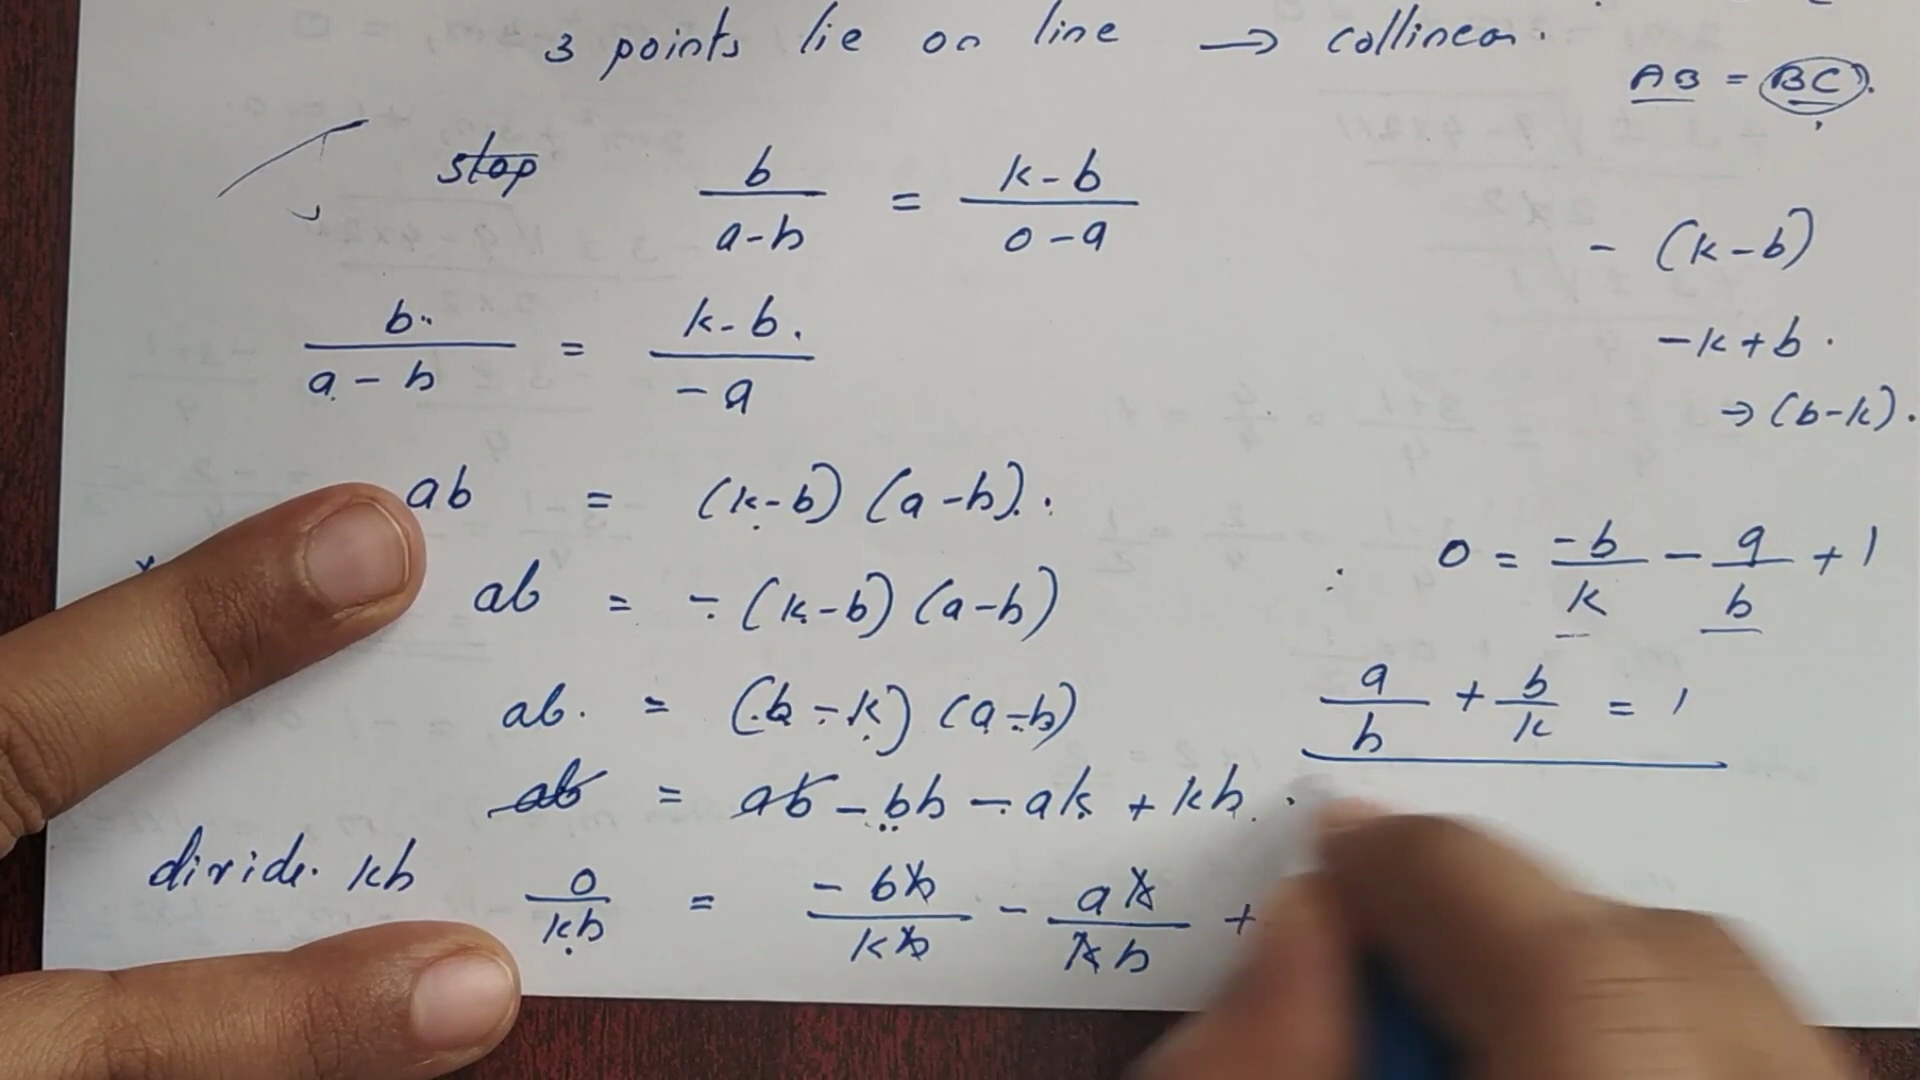 3 points lie on line → collinear.
AB = BC.
stop b/(a-h) = (k-b)/(0-a)
b/(a-h) = (k-b)/(-a)
ab = (k-b) (a-h).
ab = -(k-b) (a-h)
ab. = (b-k) (a-h)
ab = ab - bh - ak + kh.
divide. kh 0/kh = -bh/kh - ak/kh +
- (k-b)
-k+b.
→ (b-k).
∴ 0 = -b/k - a/h + 1
a/h + b/k = 1